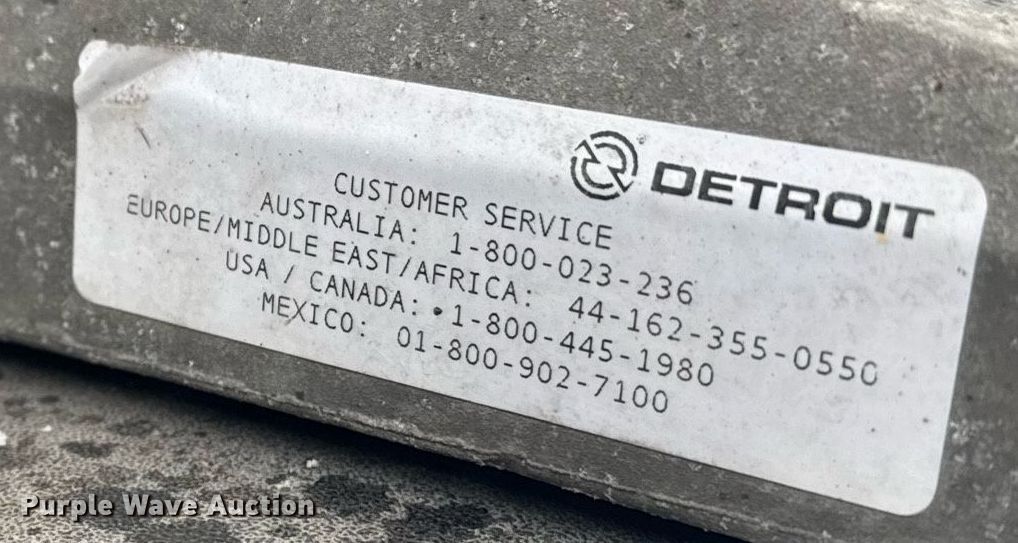 DETROIT
CUSTOMER SERVICE
AUSTRALIA: 1-800-023-236
EUROPE/MIDDLE EAST/AFRICA: 44-162-355-0550
USA / CANADA: 1-800-445-1980
MEXICO: 01-800-902-7100
Purple Wave Auction